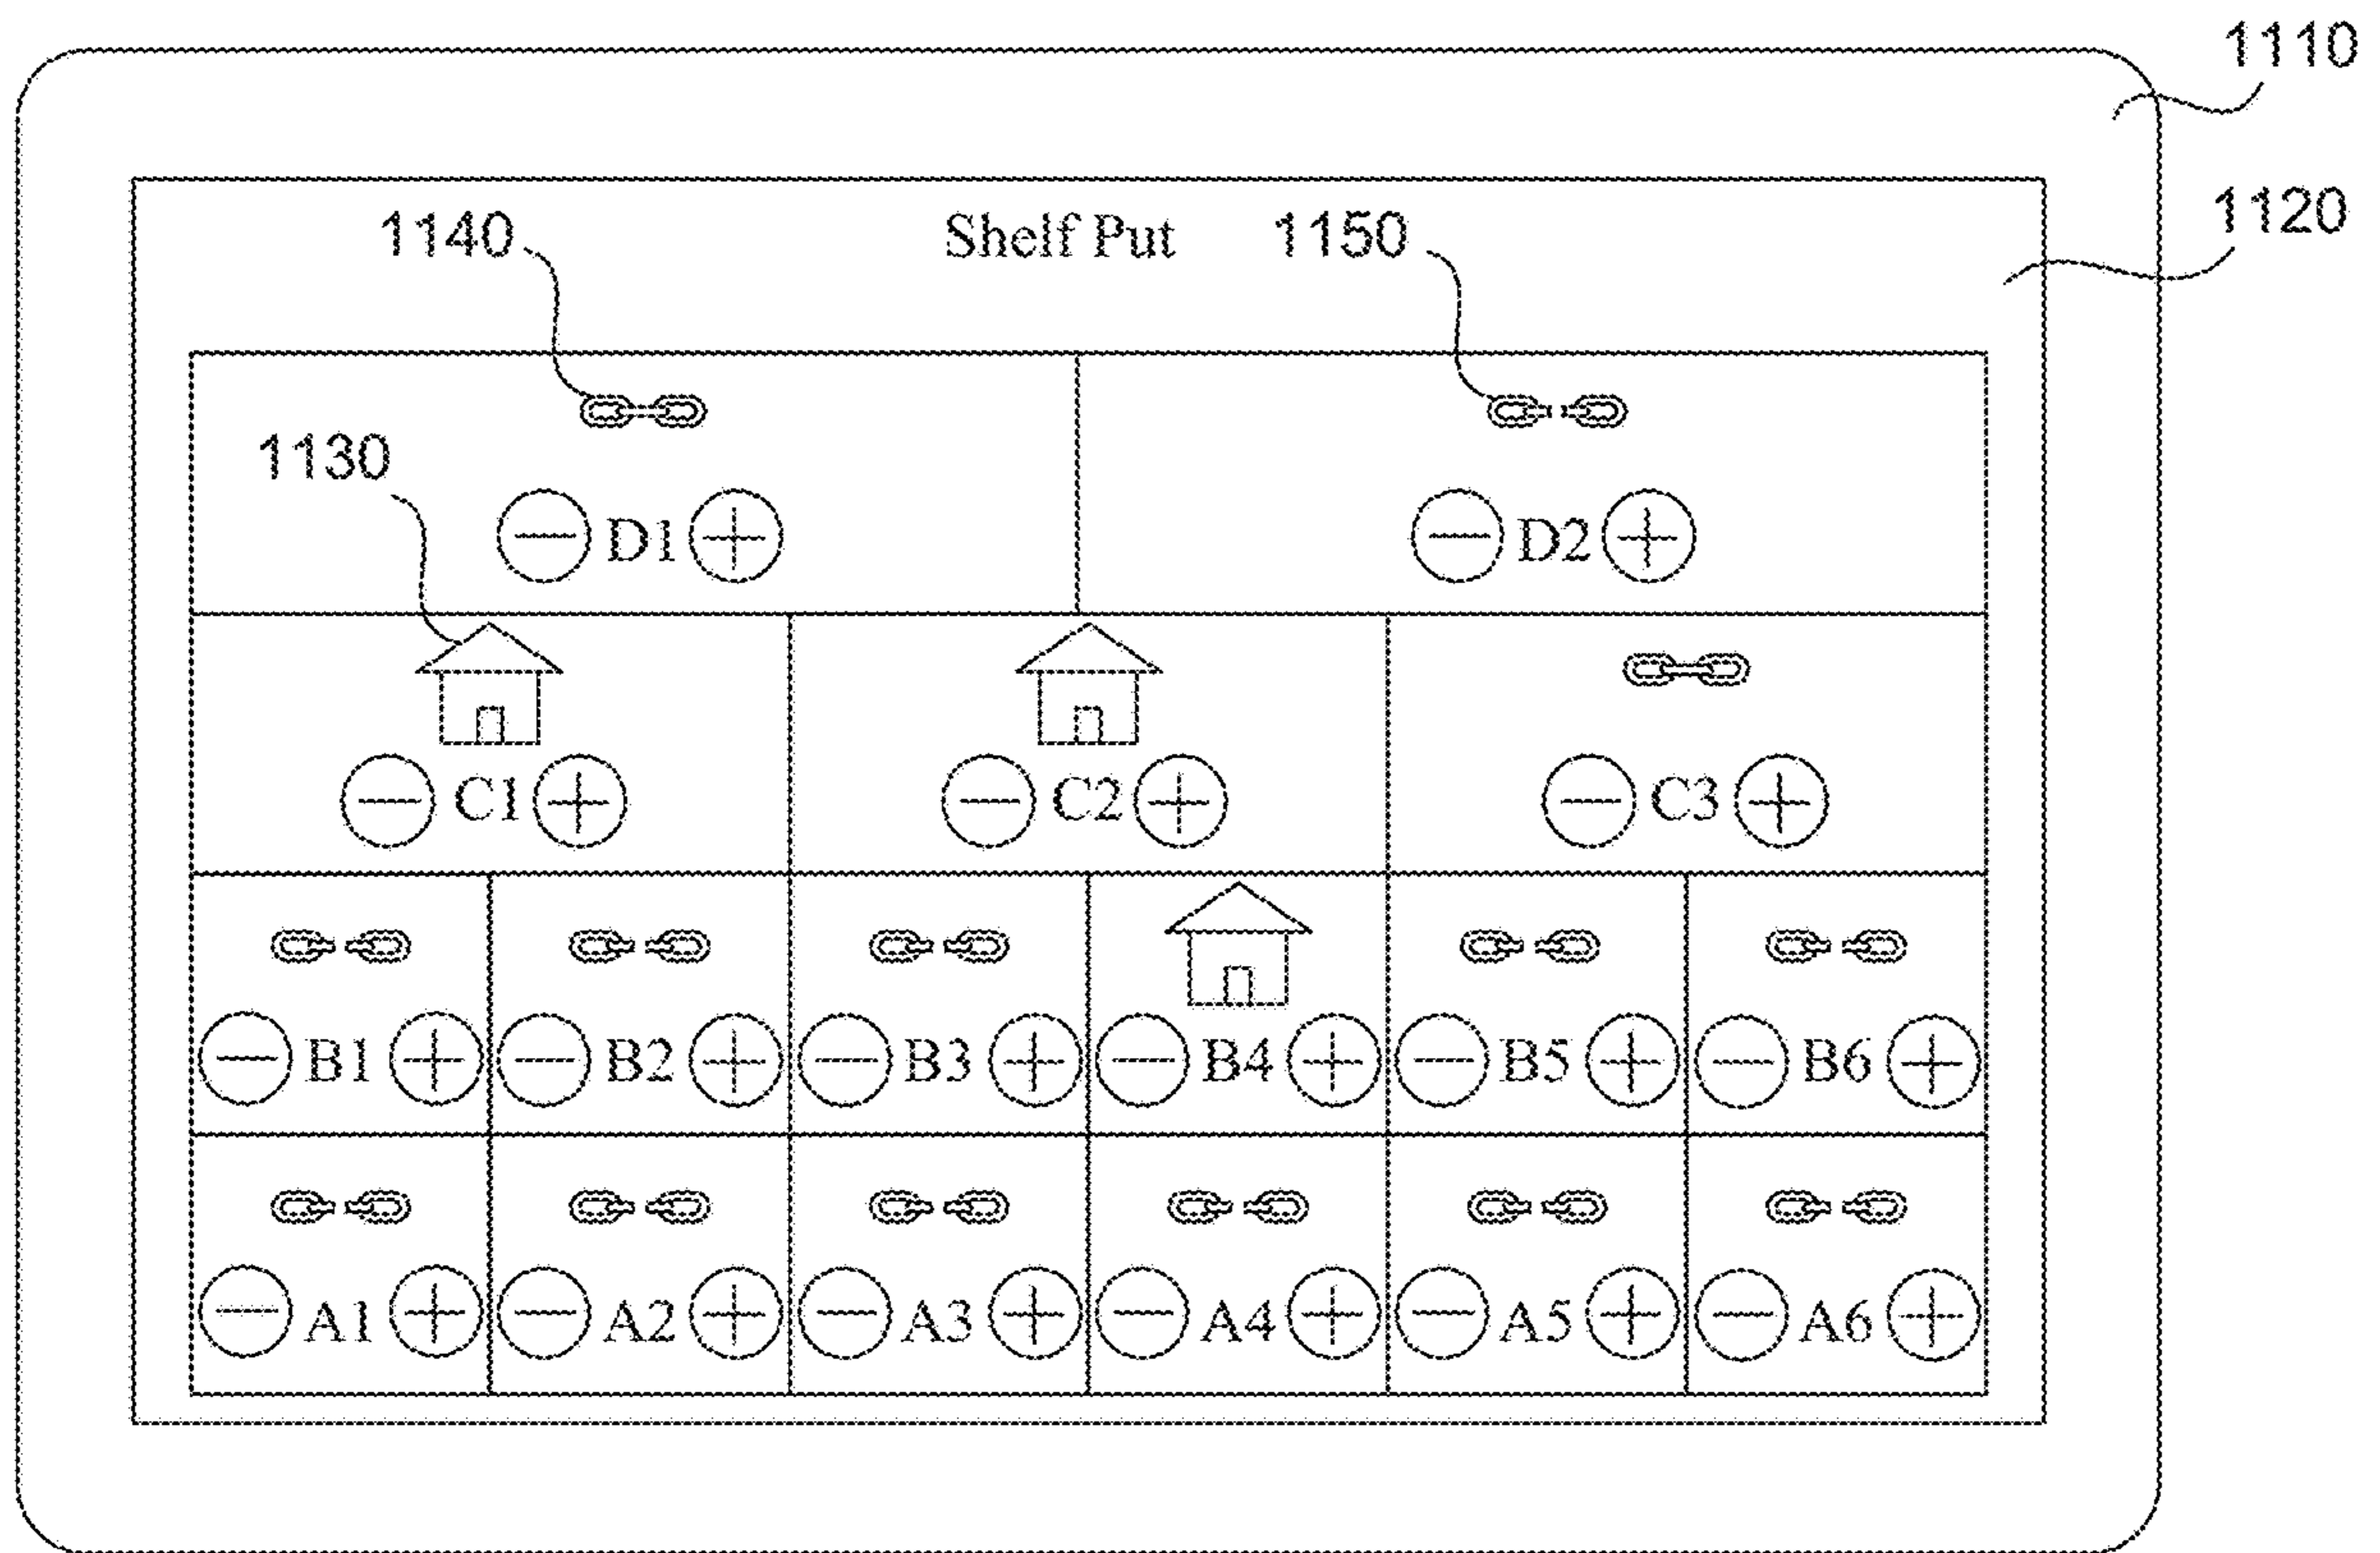 1110
1120
1140 Shelf Put 1150
1130
D1 D2
C1 C2 C3
B1 B2 B3 B4 B5 B6
A1 A2 A3 A4 A5 A6